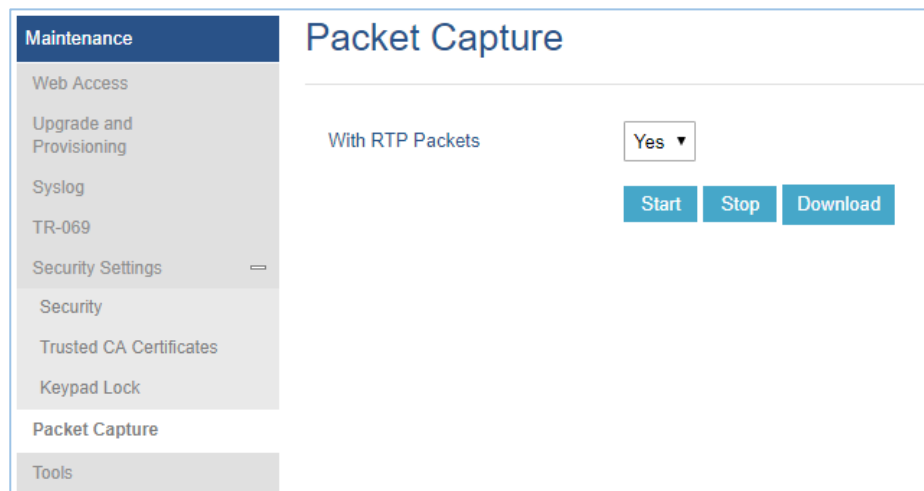 Maintenance
Web Access
Upgrade and
Provisioning
Syslog
TR-069
Security Settings
Security
Trusted CA Certificates
Keypad Lock
Packet Capture
Tools
Packet Capture
With RTP Packets
Yes
Start
Stop
Download